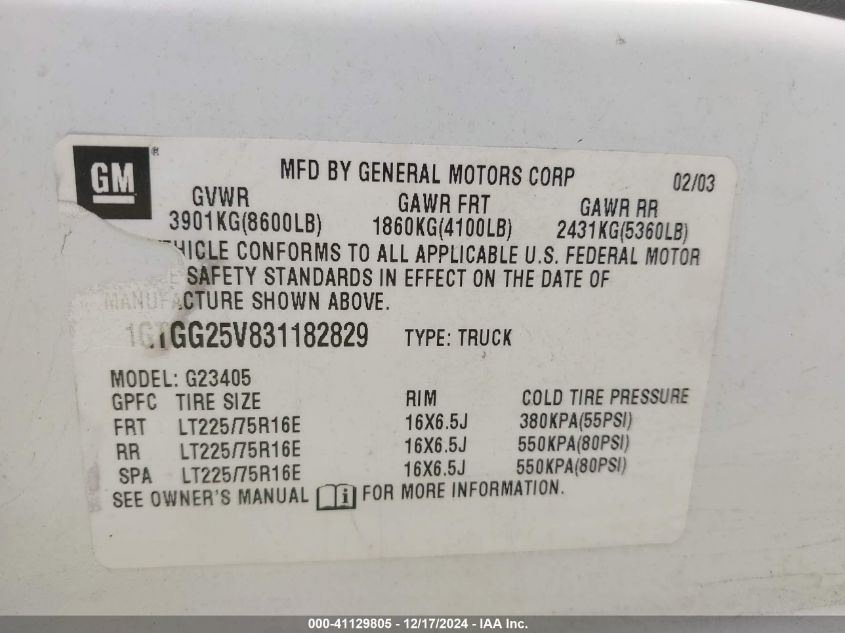 GM ®
MFD BY GENERAL MOTORS CORP 02/03
GVWR GAWR FRT GAWR RR
3901KG(8600LB) 1860KG(4100LB) 2431KG(5360LB)
VEHICLE CONFORMS TO ALL APPLICABLE U.S. FEDERAL MOTOR
SAFETY STANDARDS IN EFFECT ON THE DATE OF
MANUFACTURE SHOWN ABOVE.
1GTGG25V831182829 TYPE: TRUCK
MODEL: G23405
GPFC TIRE SIZE RIM COLD TIRE PRESSURE
FRT LT225/75R16E 16X6.5J 380KPA(55PSI)
RR LT225/75R16E 16X6.5J 550KPA(80PSI)
SPA LT225/75R16E 16X6.5J 550KPA(80PSI)
SEE OWNER'S MANUAL i FOR MORE INFORMATION.
000-41129805 - 12/17/2024 - IAA Inc.